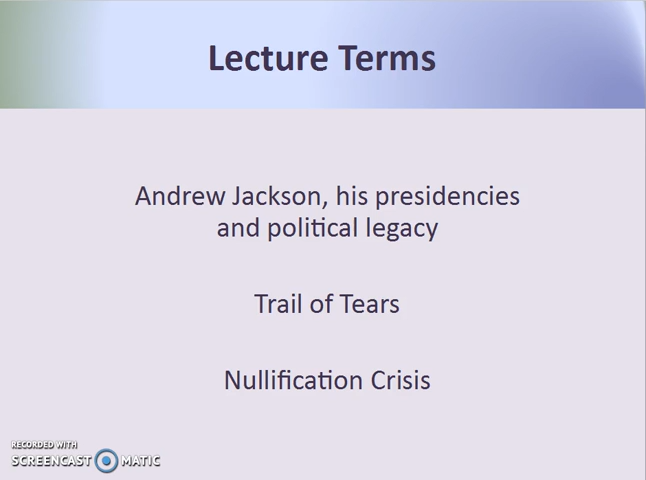 Lecture Terms
Andrew Jackson, his presidencies
and political legacy
Trail of Tears
Nullification Crisis
RECORDED WITH
SCREENCAST MATIC